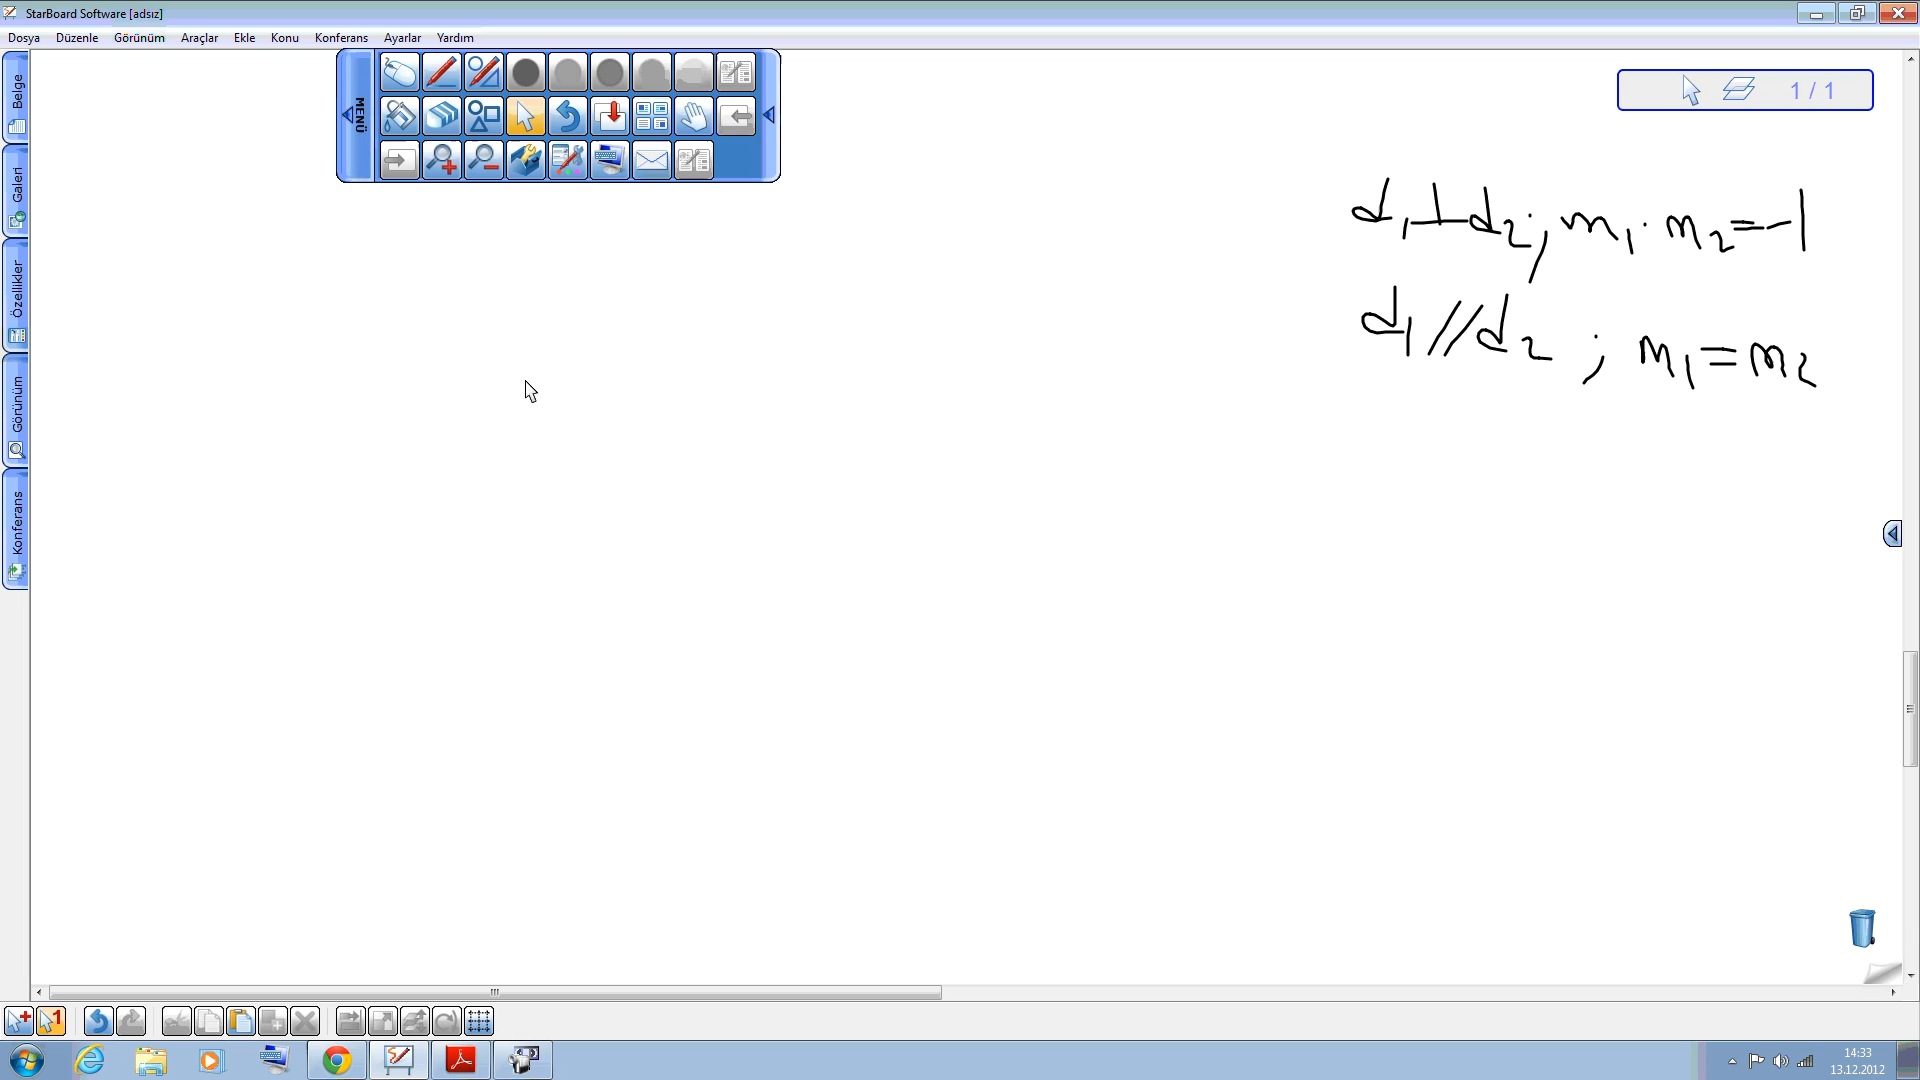 StarBoard Software [adsız]
Dosya Düzenle Görünüm Araçlar Ekle Konu Konferans Ayarlar Yardım
Belge
Galeri
Özellikler
Görünüm
Konferans
MENÜ
1 / 1
d₁⊥d₂; m₁·m₂=-1
d₁//d₂ ; m₁=m₂
14:33
13.12.2012